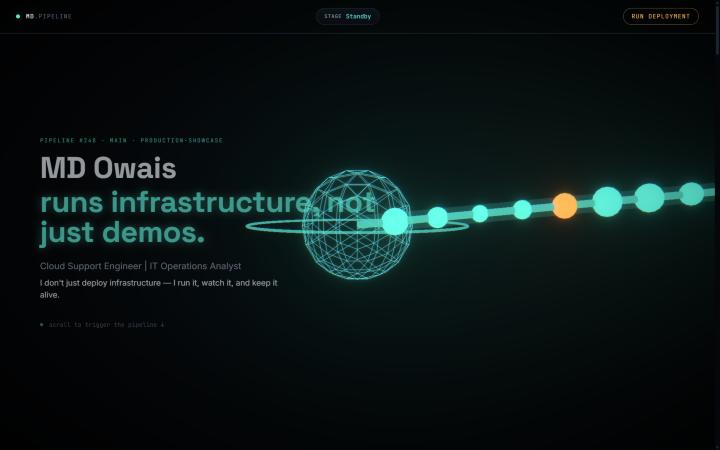 MD.PIPELINE
STAGE Standby
RUN DEPLOYMENT
PIPELINE #248 - MAIN - PRODUCTION-SHOWCASE
MD Owais
runs infrastructure, not
just demos.
Cloud Support Engineer | IT Operations Analyst
I don't just deploy infrastructure — I run it, watch it, and keep it
alive.
scroll to trigger the pipeline ↓